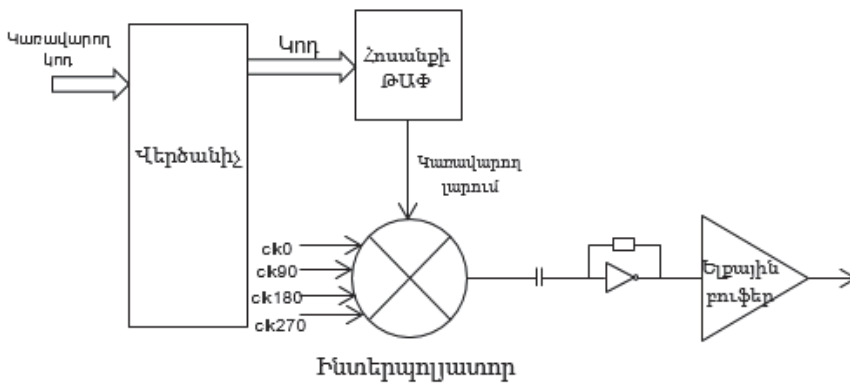 Կառավարող
կոդ
Վերծանիչ
Կոդ
Հոսանքի
ԹԱՓ
Կառավարող
լարում
ck0
ck90
ck180
ck270
Ինտերպոլյատոր
Ելքային
բուֆեր